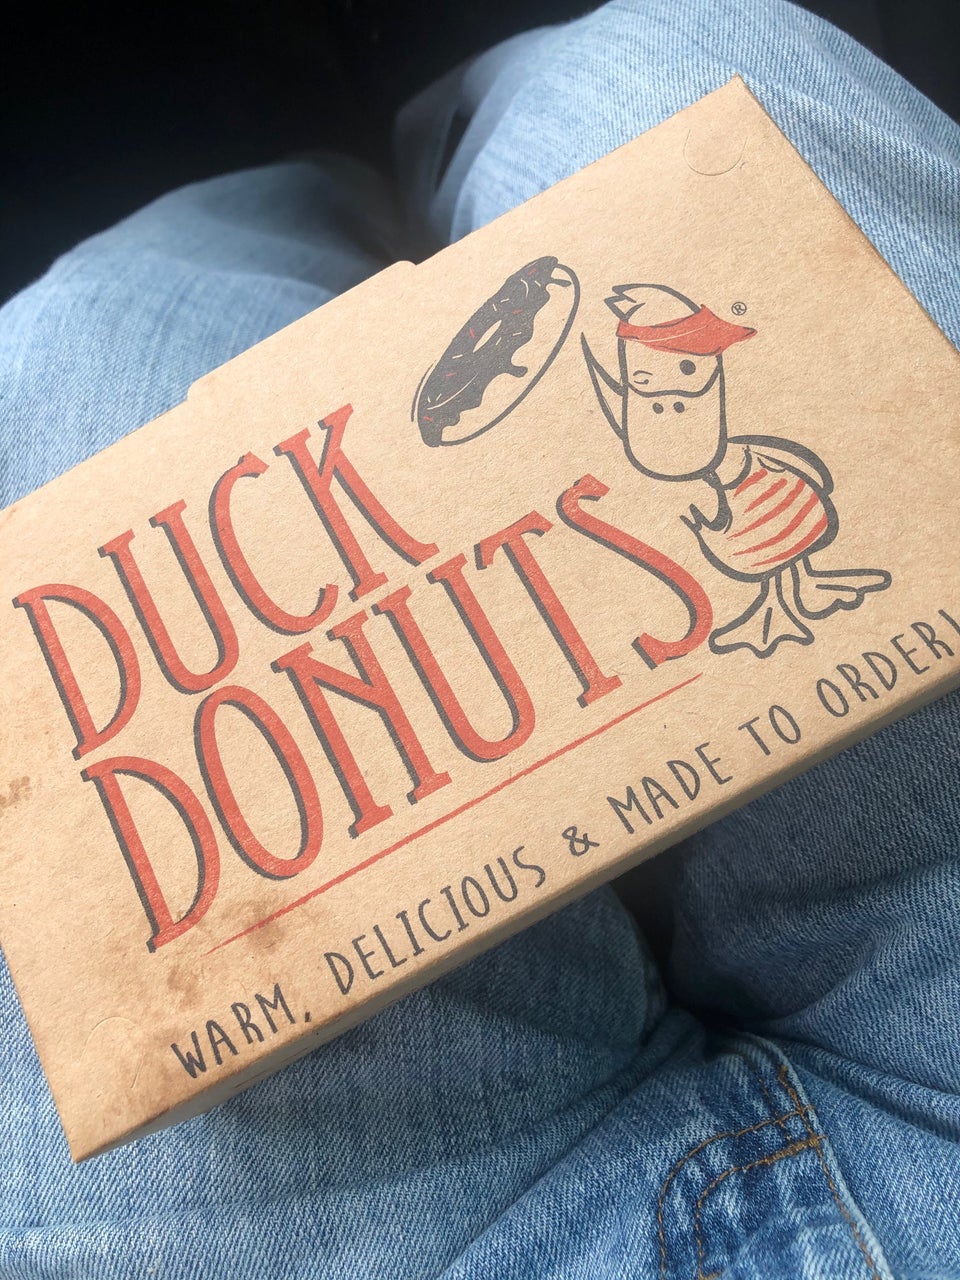 DUCK
DONUTS
®
WARM, DELICIOUS & MADE TO ORDER!